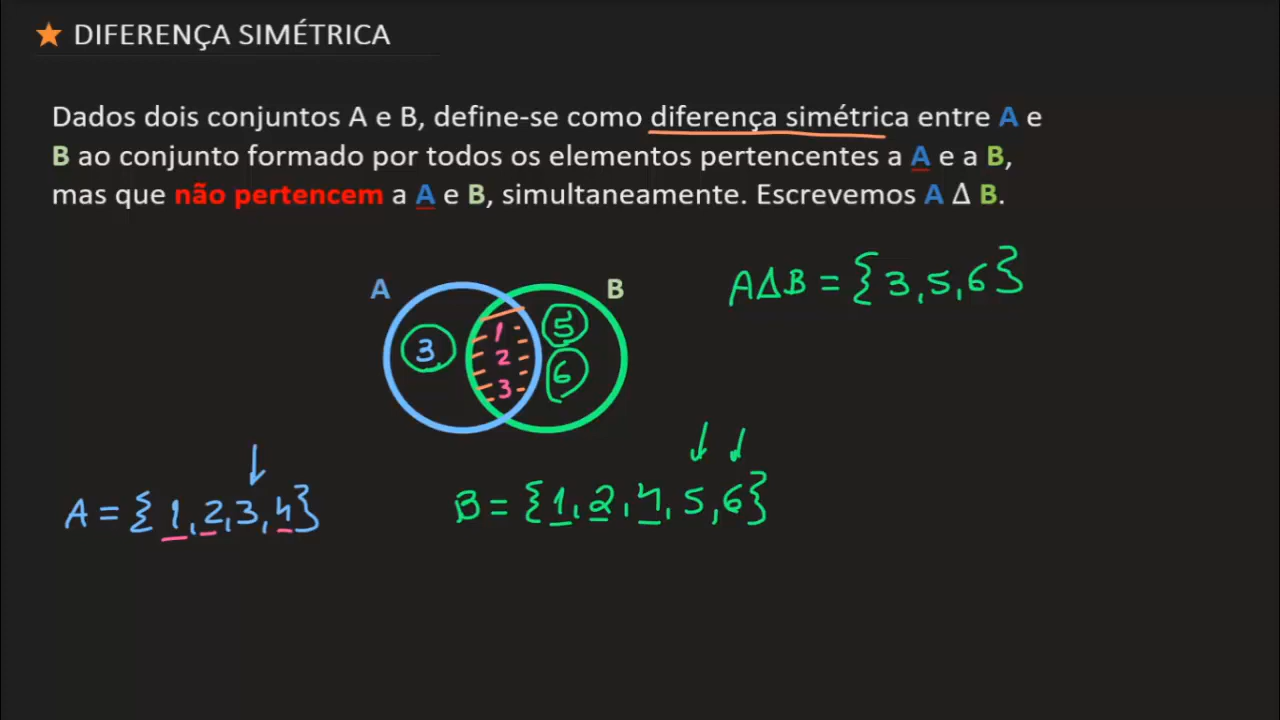 DIFERENÇA SIMÉTRICA
Dados dois conjuntos A e B, define-se como diferença simétrica entre A e
B ao conjunto formado por todos os elementos pertencentes a A e a B,
mas que não pertencem a A e B, simultaneamente. Escrevemos A Δ B.
A Δ B = {3, 5, 6}
A B
1 5
3 2
6
3
A = {1, 2, 3, 4}
B = {1, 2, 4, 5, 6}